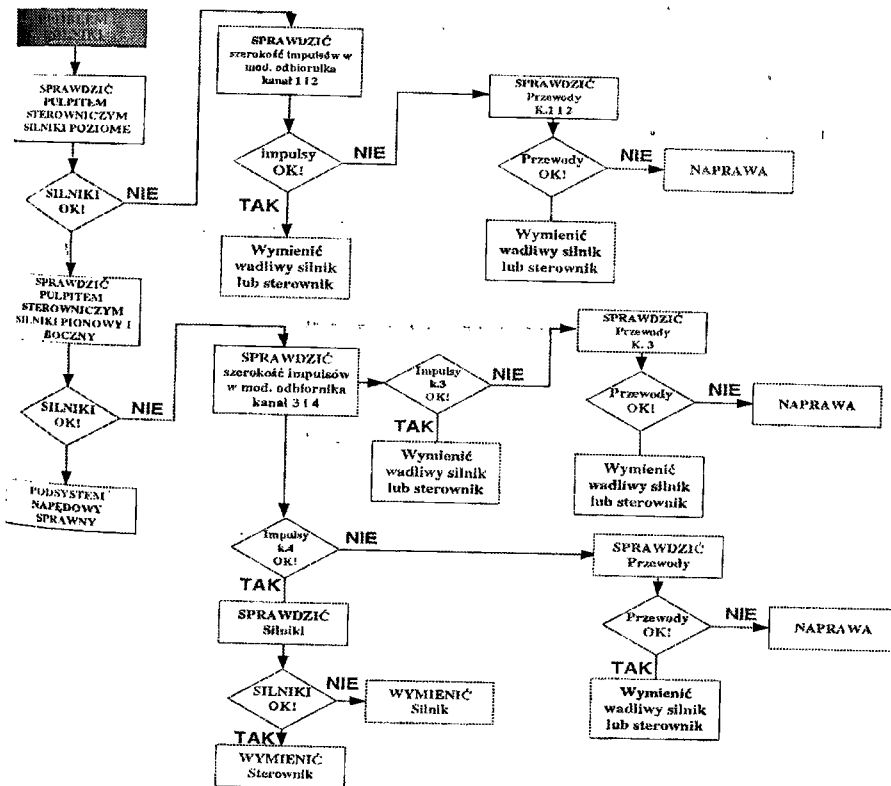 PROBLEM
SILNIKI
SPRAWDZIĆ
PULPITEM
STEROWNICZYM
SILNIKI POZIOME
SILNIKI
OK!
NIE
SPRAWDZIĆ
szerokość impulsów w
mod. odbiornika
kanał 1 i 2
impulsy
OK!
NIE
TAK
Wymienić
wadliwy silnik
lub sterownik
SPRAWDZIĆ
Przewody
K.1 i 2
Przewody
OK!
NIE
NAPRAWA
Wymienić
wadliwy silnik
lub sterownik
SPRAWDZIĆ
PULPITEM
STEROWNICZYM
SILNIKI PIONOWY I
BOCZNY
SILNIKI
OK!
NIE
PODSYSTEM
NAPĘDOWY
SPRAWNY
SPRAWDZIĆ
szerokość impulsów
w mod. odbiornika
kanał 3 i 4
Impulsy
k.3
OK!
NIE
TAK
Wymienić
wadliwy silnik
lub sterownik
SPRAWDZIĆ
Przewody
K. 3
Przewody
OK!
NIE
NAPRAWA
Wymienić
wadliwy silnik
lub sterownik
Impulsy
k.4
OK!
NIE
TAK
SPRAWDZIĆ
Silniki
SILNIKI
OK!
NIE
WYMIENIĆ
Silnik
TAK
WYMIENIĆ
Sterownik
SPRAWDZIĆ
Przewody
Przewody
OK!
NIE
NAPRAWA
TAK
Wymienić
wadliwy silnik
lub sterownik